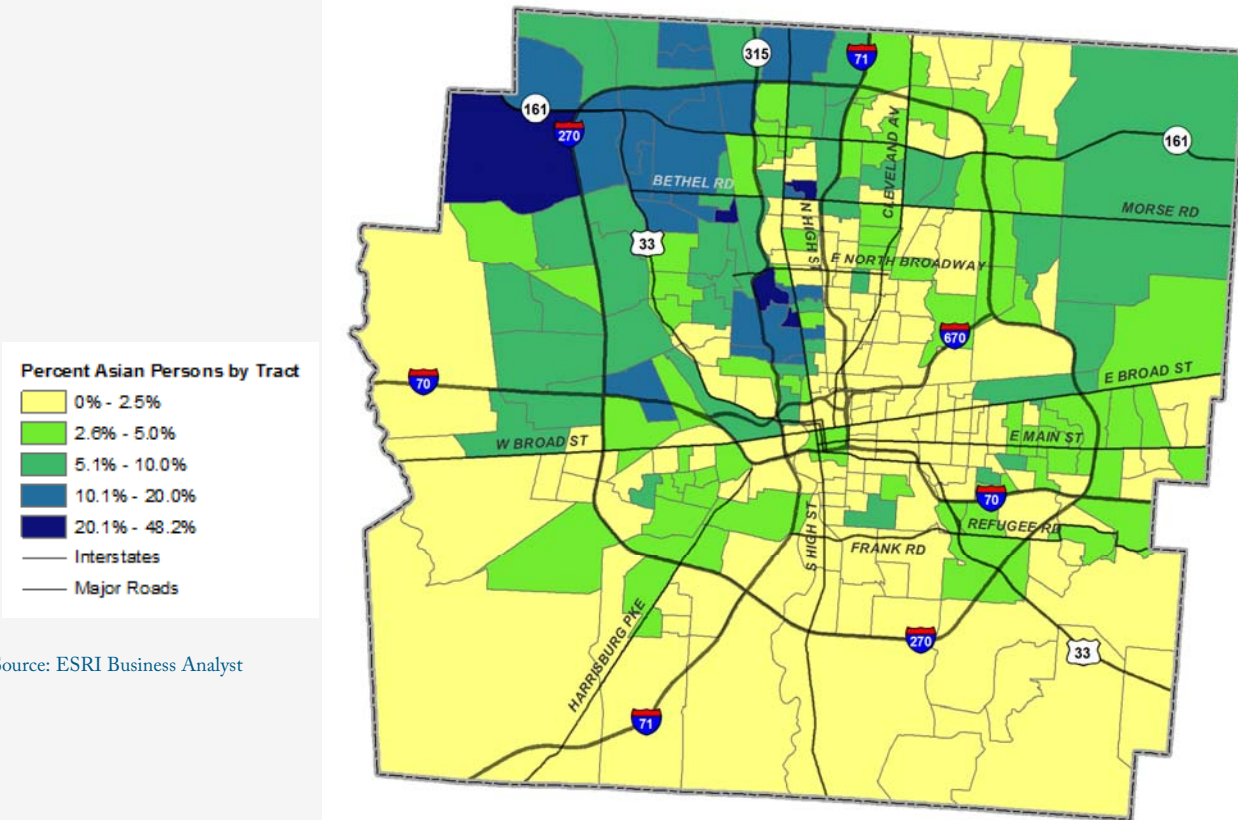 Percent Asian Persons by Tract
0% - 2.5%
2.6% - 5.0%
5.1% - 10.0%
10.1% - 20.0%
20.1% - 48.2%
Interstates
Major Roads
ource: ESRI Business Analyst
315
71
161
270
CLEVELAND AV
161
BETHEL RD
N HIGH ST
MORSE RD
33
E NORTH BROADWAY
670
70
E BROAD ST
W BROAD ST
E MAIN ST
70
S HIGH ST
REFUGEE RD
FRANK RD
HARRISBURG PKE
270
33
71